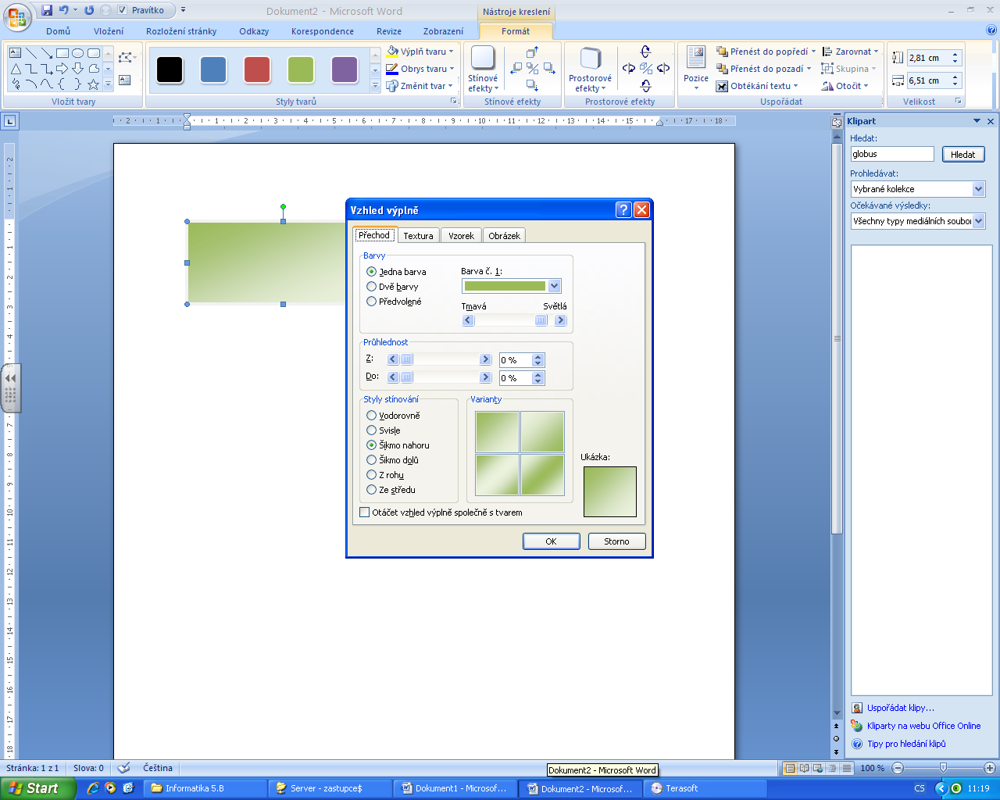 Pravítko
Dokument2 - Microsoft Word
Nástroje kreslení
Domů
Vložení
Rozložení stránky
Odkazy
Korespondence
Revize
Zobrazení
Formát
Výplň tvaru
Obrys tvaru
Změnit tvar
Stínové efekty
Prostorové efekty
Pozice
Přenést do popředí
Přenést do pozadí
Obtékání textu
Zarovnat
Skupina
Otočit
2,81 cm
6,51 cm
Vložit tvary
Styly tvarů
Stínové efekty
Prostorové efekty
Uspořádat
Velikost
2 1 1 2 3 4 5 6 7 8 9 10 11 12 13 14 15 17 18
Klipart
Hledat:
globus
Hledat
Prohledávat:
Vybrané kolekce
Očekávané výsledky:
Všechny typy mediálních soubor
Vzhled výplně
Přechod
Textura
Vzorek
Obrázek
Barvy
Jedna barva
Dvě barvy
Předvolené
Barva č. 1:
Tmavá
Světlá
Průhlednost
Z:
0 %
Do:
0 %
Styly stínování
Vodorovně
Svisle
Šikmo nahoru
Šikmo dolů
Z rohu
Ze středu
Varianty
Ukázka:
Otáčet vzhled výplně společně s tvarem
OK
Storno
Uspořádat klipy...
Kliparty na webu Office Online
Tipy pro hledání klipů
Stránka: 1 z 1
Slova: 0
Čeština
Dokument2 - Microsoft Word
100 %
Start
Informatika 5.B
Server - zastupce$
Dokument1 - Microsof...
Dokument2 - Microsof...
Terasoft
CS
11:19